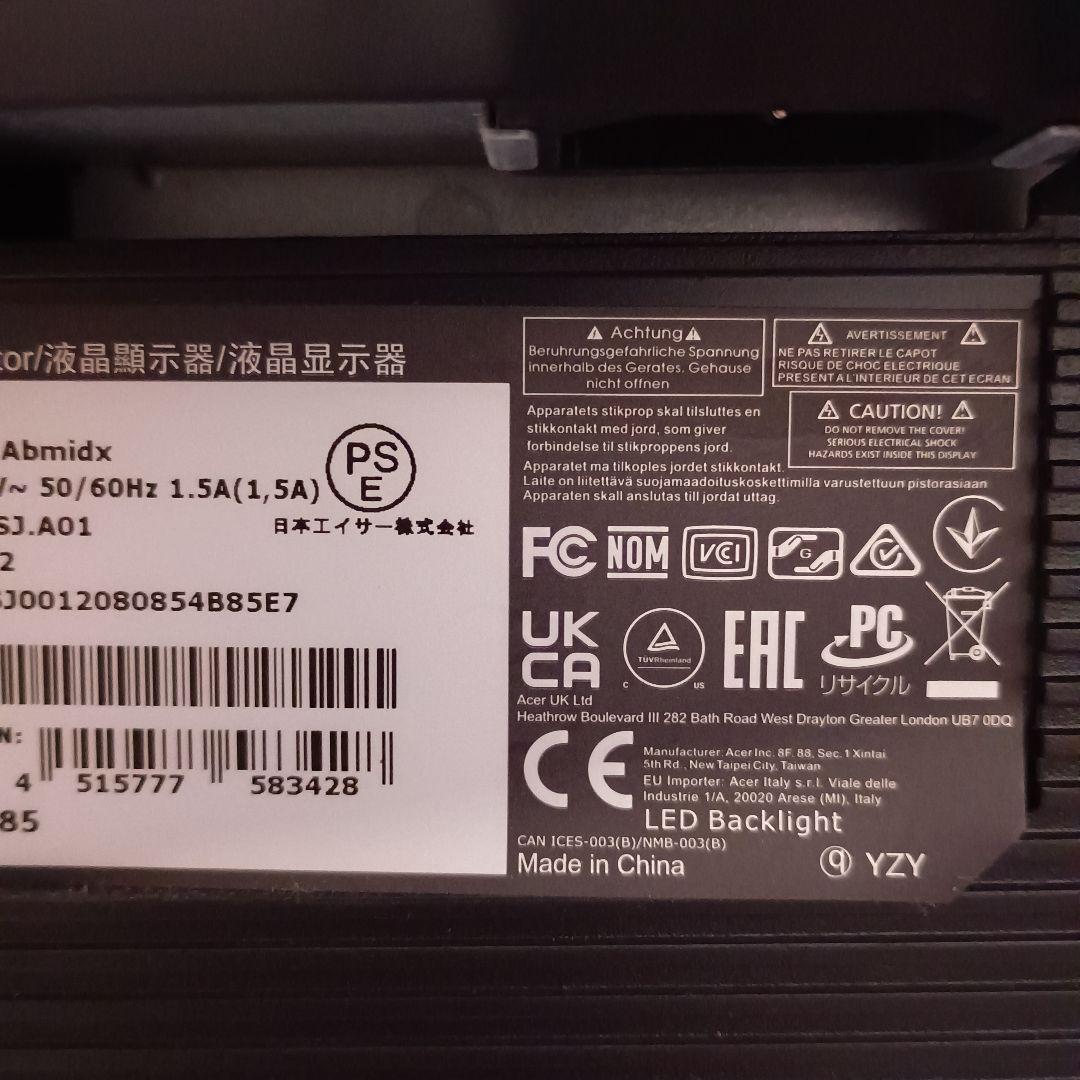 tor/液晶顯示器/液晶显示器
Abmidx
V~ 50/60Hz 1.5A(1,5A)
PS
E
SJ.A01
日本エイサー株式会社
2
SJ0012080854B85E7
N:
4 515777 583428
85
Achtung
Beruhrungsgefahrliche Spannung
innerhalb des Gerates. Gehause
nicht offnen
AVERTISSEMENT
NE PAS RETIRER LE CAPOT
RISQUE DE CHOC ELECTRIQUE
PRESENT A L'INTERIEUR DE CET ECRAN
CAUTION!
DO NOT REMOVE THE COVER!
SERIOUS ELECTRICAL SHOCK
HAZARDS EXIST INSIDE THIS DISPLAY
Apparatets stikprop skal tilsluttes en
stikkontakt med jord, som giver
forbindelse til stikproppens jord.
Apparatet ma tilkoples jordet stikkontakt.
Laite on liitettävä suojamaadoituskoskettimilla varustettuun pistorasiaan
Apparaten skall anslutas till jordat uttag.
FC NOM VCI G
UK
CA
TÜVRheinland
C US
EAC
PC
リサイクル
Acer UK Ltd
Heathrow Boulevard III 282 Bath Road West Drayton Greater London UB7 0DQ
CE
Manufacturer: Acer Inc. 8F, 88, Sec. 1 Xintai
5th Rd., New Taipei City, Taiwan
EU Importer: Acer Italy s.r.l. Viale delle
Industrie 1/A, 20020 Arese (MI), Italy
LED Backlight
CAN ICES-003(B)/NMB-003(B)
Made in China
9 YZY